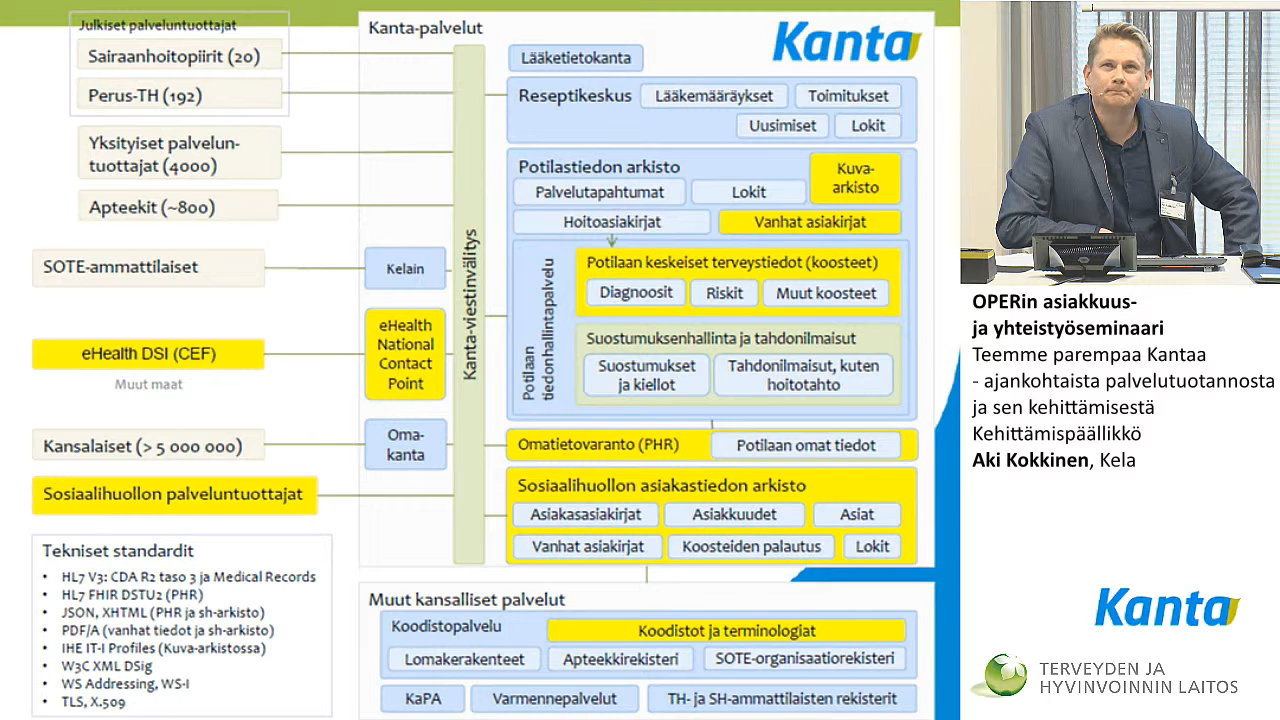 Julkiset palveluntuottajat
Sairaanhoitopiirit (20)
Perus-TH (192)
Yksityiset palvelun-
tuottajat (4000)
Apteekit (~800)
SOTE-ammattilaiset
eHealth DSI (CEF)
Muut maat
Kansalaiset (> 5 000 000)
Sosiaalihuollon palveluntuottajat
Tekniset standardit
• HL7 V3: CDA R2 taso 3 ja Medical Records
• HL7 FHIR DSTU2 (PHR)
• JSON, XHTML (PHR ja sh-arkisto)
• PDF/A (vanhat tiedot ja sh-arkisto)
• IHE IT-I Profiles (Kuva-arkistossa)
• W3C XML DSig
• WS Addressing, WS-I
• TLS, X.509
Kanta-palvelut
Kanta
Kelain
eHealth
National
Contact
Point
Oma-
kanta
Kanta-viestinvälitys
Lääketietokanta
Reseptikeskus
Lääkemääräykset
Toimitukset
Uusimiset
Lokit
Potilastiedon arkisto
Kuva-
arkisto
Palvelutapahtumat
Lokit
Hoitoasiakirjat
Vanhat asiakirjat
Potilaan
tiedonhallintapalvelu
Potilaan keskeiset terveystiedot (koosteet)
Diagnoosit
Riskit
Muut koosteet
Suostumuksenhallinta ja tahdonilmaisut
Suostumukset
ja kiellot
Tahdonilmaisut, kuten
hoitotahto
Omatietovaranto (PHR)
Potilaan omat tiedot
Sosiaalihuollon asiakastiedon arkisto
Asiakasasiakirjat
Asiakkuudet
Asiat
Vanhat asiakirjat
Koosteiden palautus
Lokit
Muut kansalliset palvelut
Koodistopalvelu
Koodistot ja terminologiat
Lomakerakenteet
Apteekkirekisteri
SOTE-organisaatiorekisteri
KaPA
Varmennepalvelut
TH- ja SH-ammattilaisten rekisterit
OPERin asiakkuus-
ja yhteistyöseminaari
Teemme parempaa Kantaa
- ajankohtaista palvelutuotannosta
ja sen kehittämisestä
Kehittämispäällikkö
Aki Kokkinen, Kela
Kanta
TERVEYDEN JA
HYVINVOINNIN LAITOS